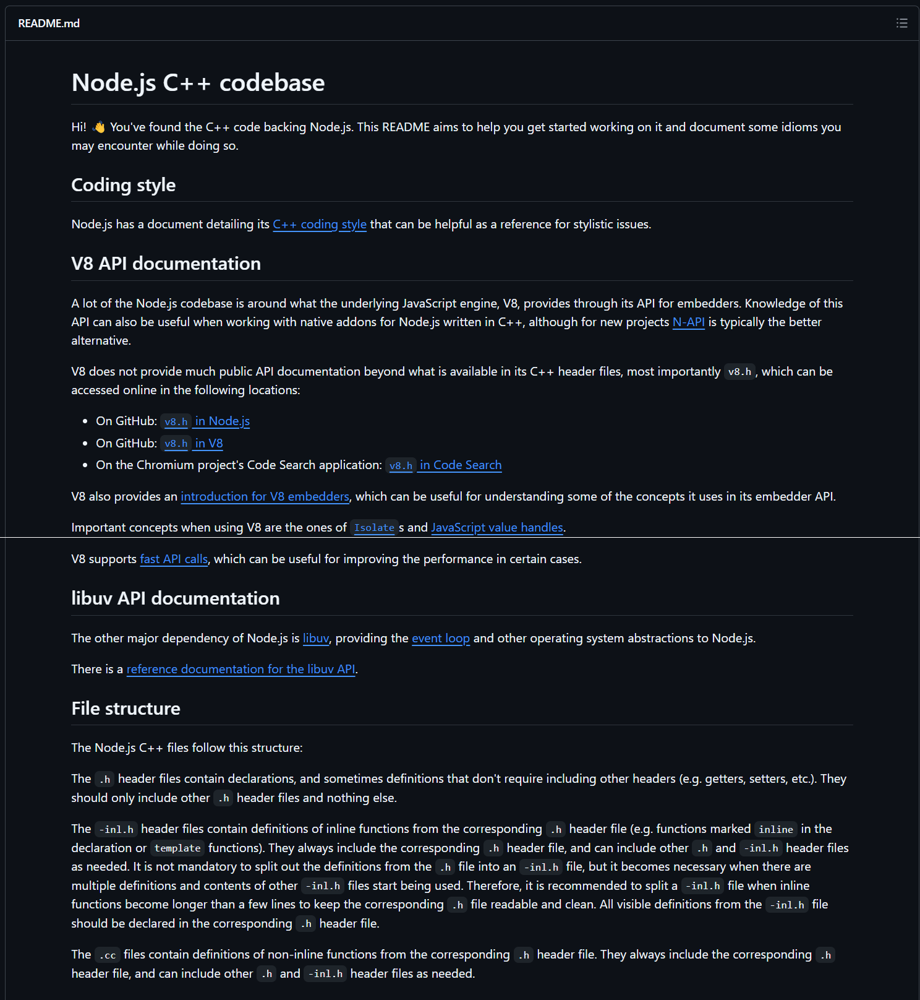 README.md
Node.js C++ codebase
Hi! 👋 You've found the C++ code backing Node.js. This README aims to help you get started working on it and document some idioms you
may encounter while doing so.
Coding style
Node.js has a document detailing its C++ coding style that can be helpful as a reference for stylistic issues.
V8 API documentation
A lot of the Node.js codebase is around what the underlying JavaScript engine, V8, provides through its API for embedders. Knowledge of this
API can also be useful when working with native addons for Node.js written in C++, although for new projects N-API is typically the better
alternative.
V8 does not provide much public API documentation beyond what is available in its C++ header files, most importantly v8.h, which can be
accessed online in the following locations:
• On GitHub: v8.h in Node.js
• On GitHub: v8.h in V8
• On the Chromium project's Code Search application: v8.h in Code Search
V8 also provides an introduction for V8 embedders, which can be useful for understanding some of the concepts it uses in its embedder API.
Important concepts when using V8 are the ones of Isolates and JavaScript value handles.
V8 supports fast API calls, which can be useful for improving the performance in certain cases.
libuv API documentation
The other major dependency of Node.js is libuv, providing the event loop and other operating system abstractions to Node.js.
There is a reference documentation for the libuv API.
File structure
The Node.js C++ files follow this structure:
The .h header files contain declarations, and sometimes definitions that don't require including other headers (e.g. getters, setters, etc.). They
should only include other .h header files and nothing else.
The -inl.h header files contain definitions of inline functions from the corresponding .h header file (e.g. functions marked inline in the
declaration or template functions). They always include the corresponding .h header file, and can include other .h and -inl.h header files
as needed. It is not mandatory to split out the definitions from the .h file into an -inl.h file, but it becomes necessary when there are
multiple definitions and contents of other -inl.h files start being used. Therefore, it is recommended to split a -inl.h file when inline
functions become longer than a few lines to keep the corresponding .h file readable and clean. All visible definitions from the -inl.h file
should be declared in the corresponding .h header file.
The .cc files contain definitions of non-inline functions from the corresponding .h header file. They always include the corresponding .h
header file, and can include other .h and -inl.h header files as needed.